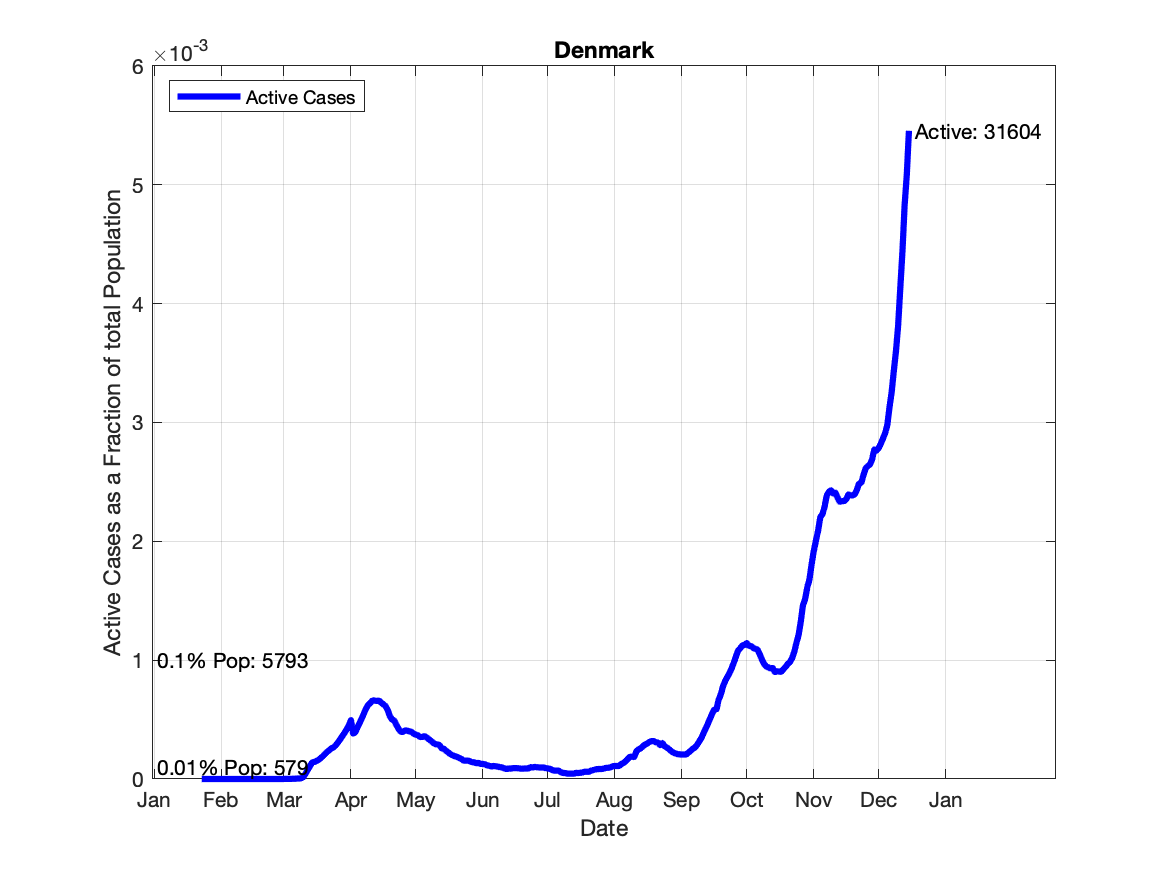 Denmark
×10-3
6
5
4
3
2
1
0
Active Cases
Active: 31604
0.1% Pop: 5793
0.01% Pop: 579
Active Cases as a Fraction of total Population
Jan Feb Mar Apr May Jun Jul Aug Sep Oct Nov Dec Jan
Date